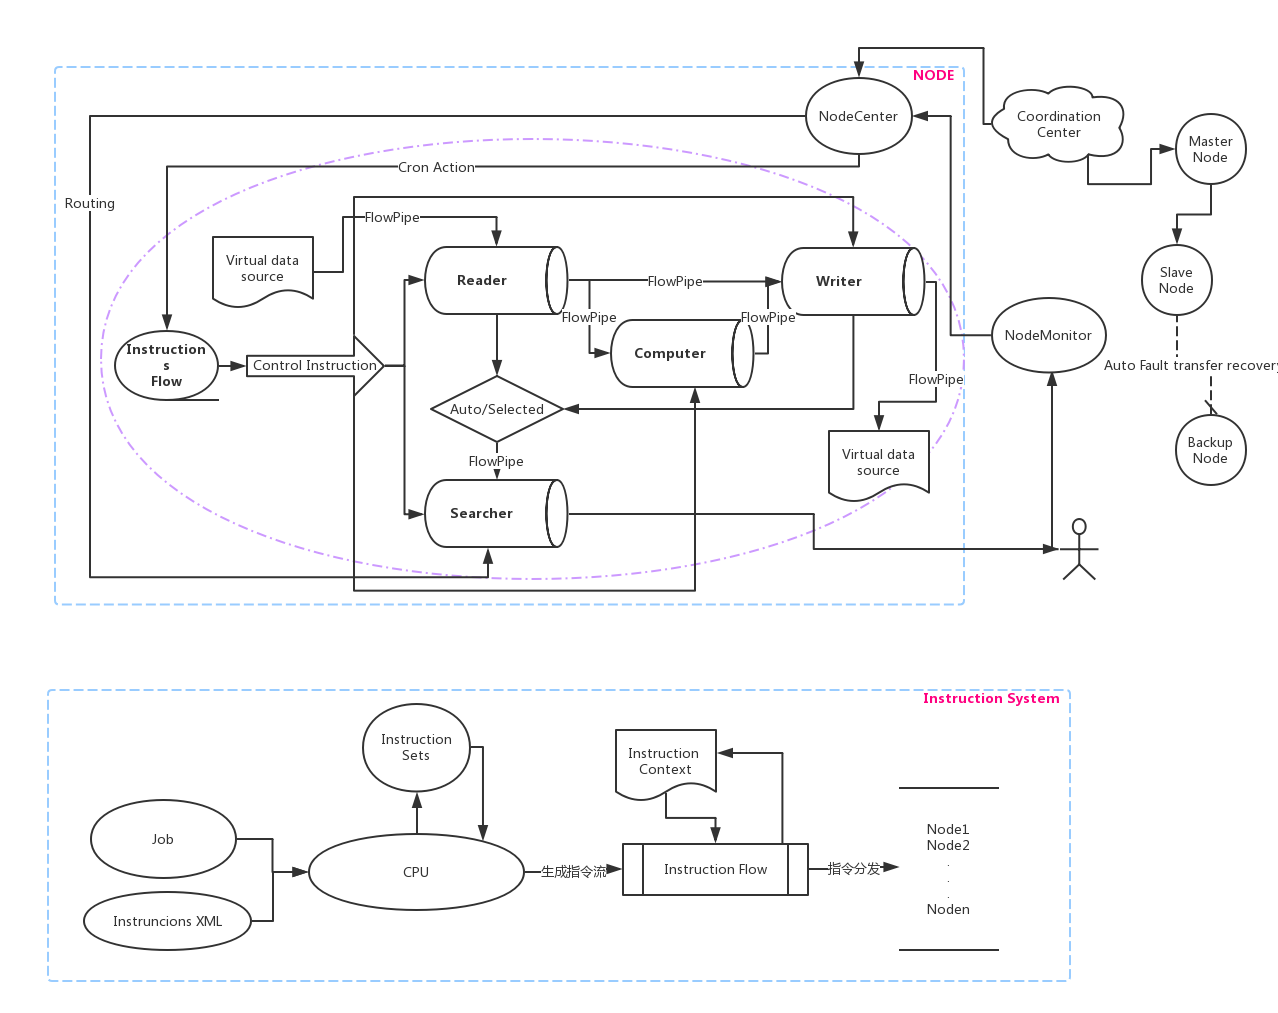 NODE
NodeCenter
Coordination
Center
Master
Node
Cron Action
Routing
FlowPipe
Virtual data
source
Reader
FlowPipe
Writer
Slave
Node
FlowPipe
FlowPipe
Computer
NodeMonitor
Instruction
s
Flow
Control Instruction
Auto Fault transfer recovery
FlowPipe
Auto/Selected
Virtual data
source
Backup
Node
FlowPipe
Searcher
Instruction System
Instruction
Sets
Instruction
Context
Job
CPU
生成指令流
Instruction Flow
指令分发
Node1
Node2
.
.
.
Noden
Instruncions XML